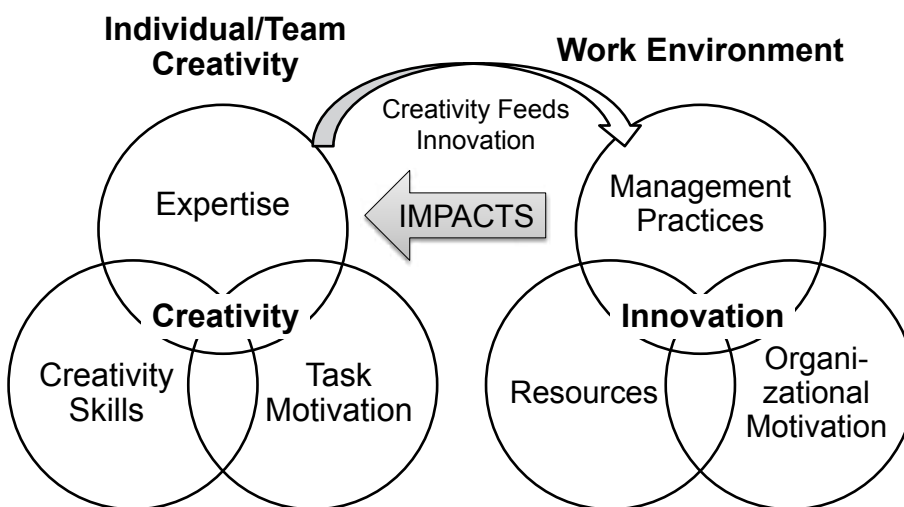 Individual/Team
Creativity
Work Environment
Creativity Feeds
Innovation
Expertise
IMPACTS
Management
Practices
Creativity
Creativity
Skills
Task
Motivation
Innovation
Resources
Organi-
zational
Motivation